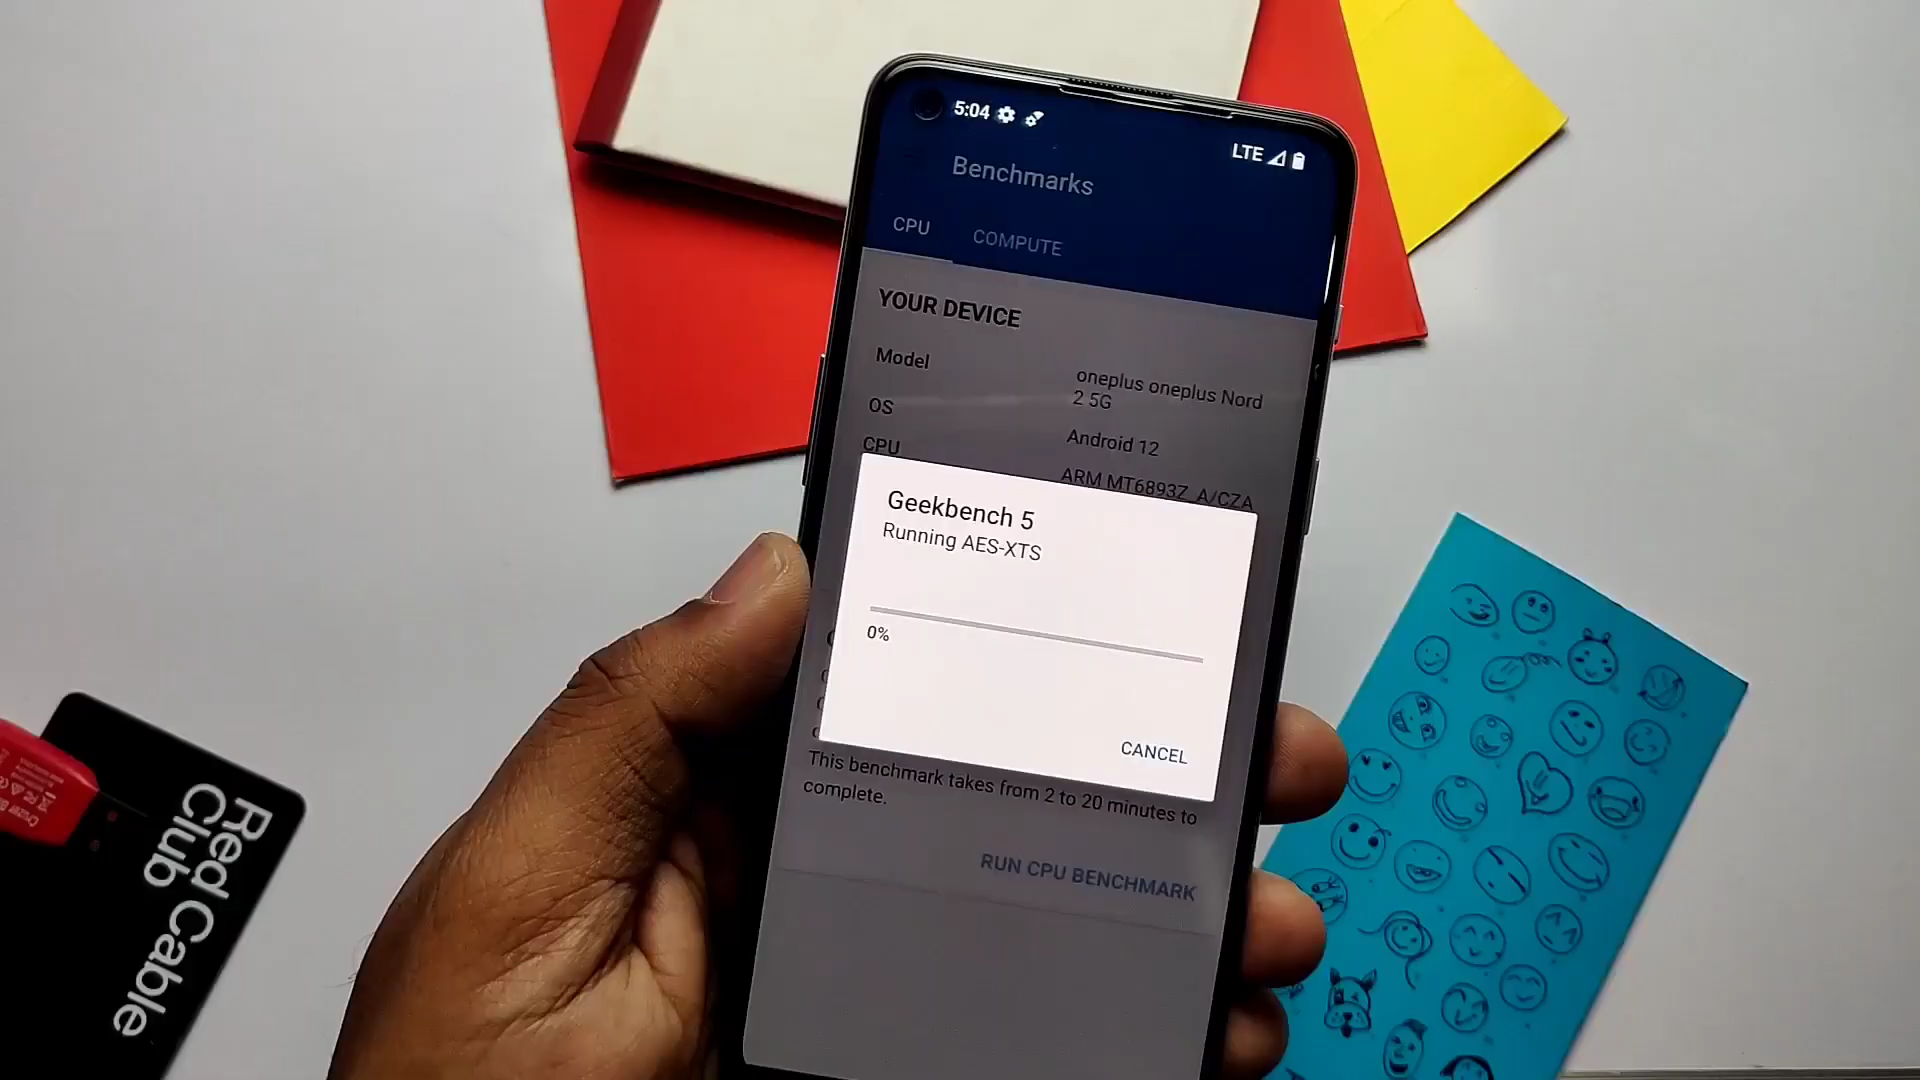 5:04
LTE
Benchmarks
CPU
COMPUTE
YOUR DEVICE
Model
oneplus oneplus Nord
2 5G
OS
Android 12
CPU
ARM MT6893Z_A/CZA
Geekbench 5
Running AES-XTS
0%
CANCEL
This benchmark takes from 2 to 20 minutes to
complete.
RUN CPU BENCHMARK
Red Cable
Club